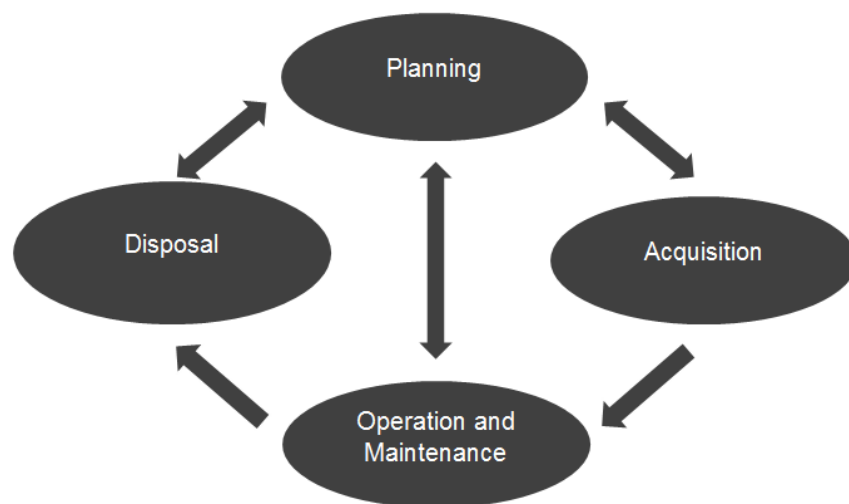 Planning
Disposal
Acquisition
Operation and
Maintenance